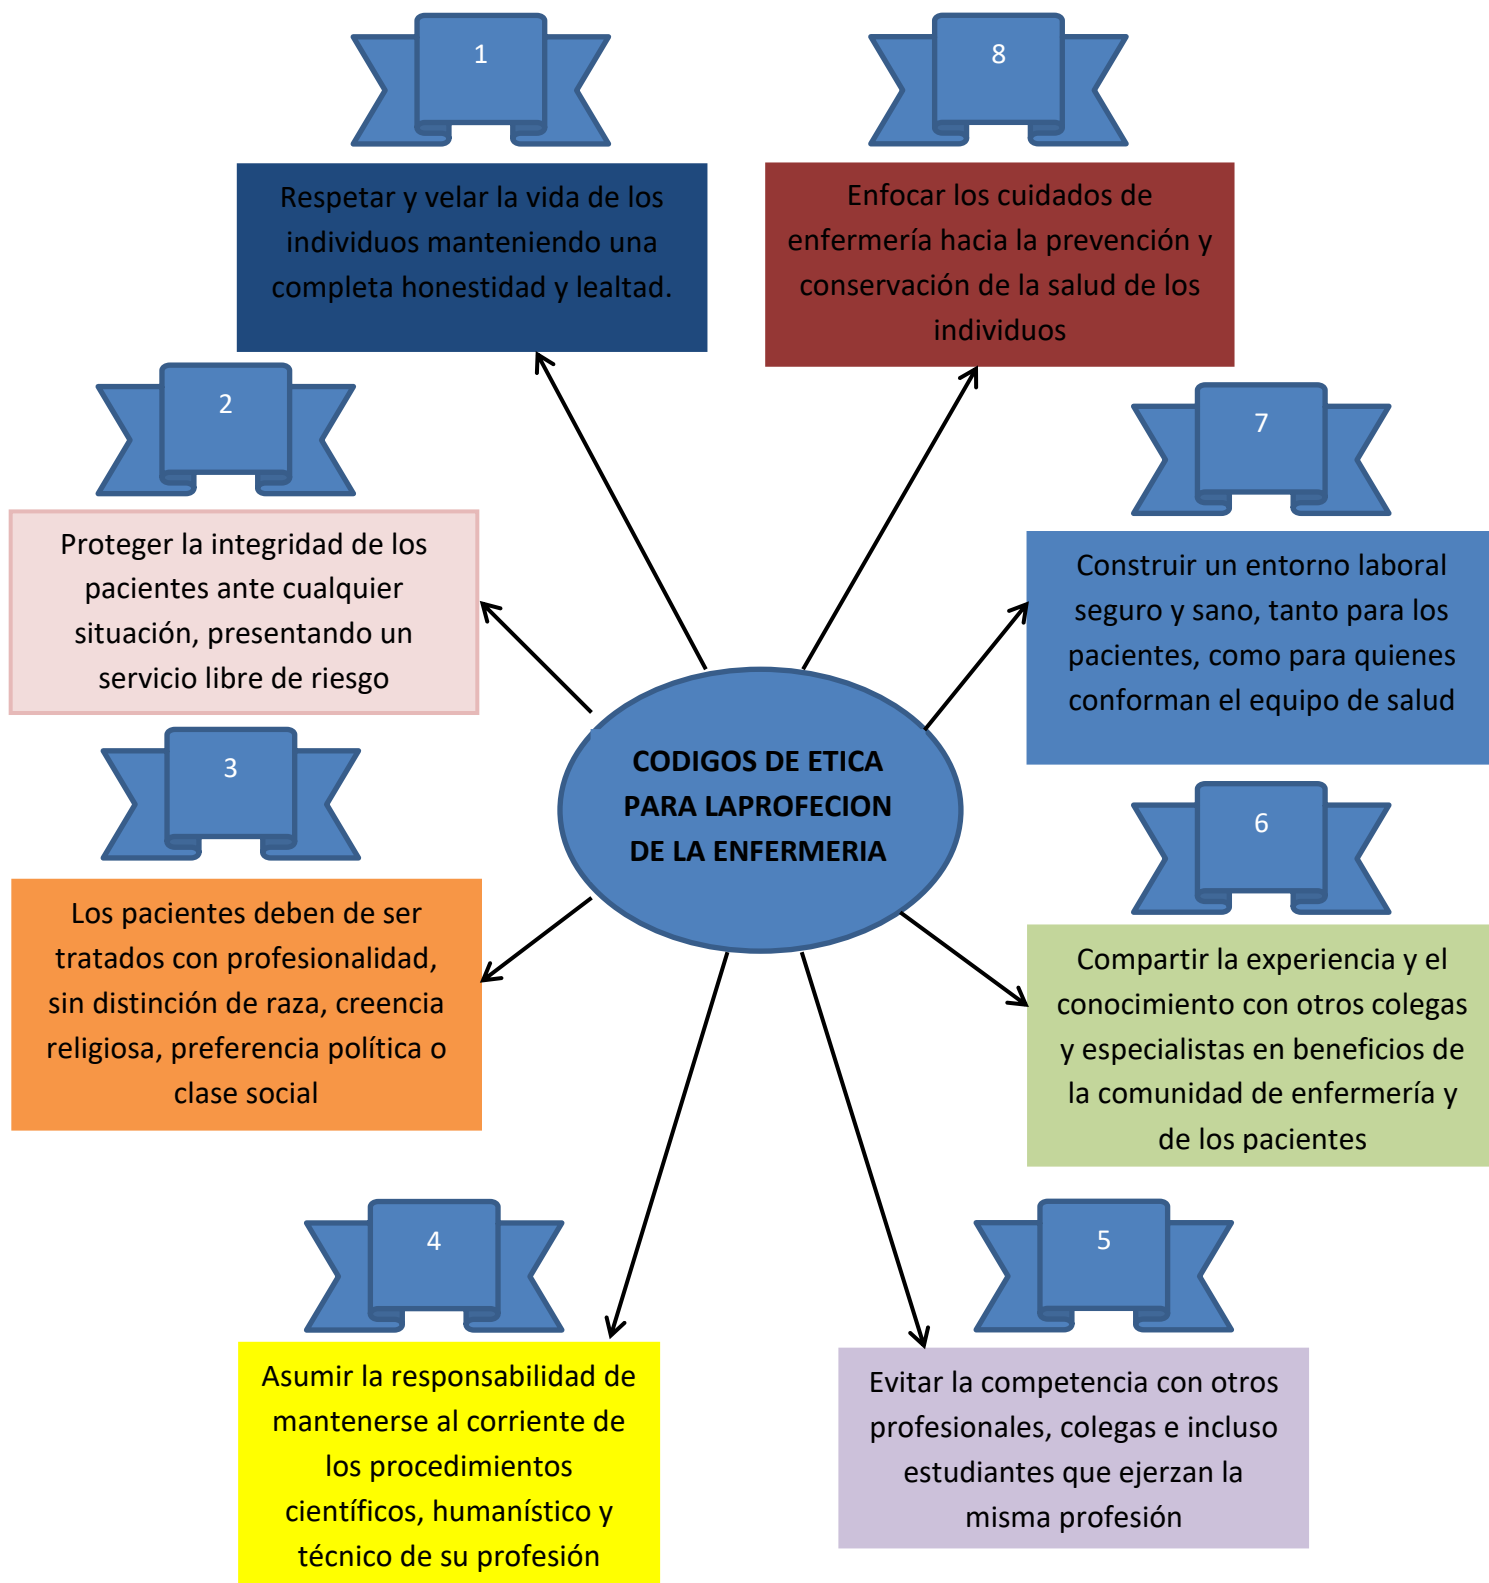 1
Respetar y velar la vida de los
individuos manteniendo una
completa honestidad y lealtad.
2
Proteger la integridad de los
pacientes ante cualquier
situación, presentando un
servicio libre de riesgo
3
Los pacientes deben de ser
tratados con profesionalidad,
sin distinción de raza, creencia
religiosa, preferencia política o
clase social
4
Asumir la responsabilidad de
mantenerse al corriente de
los procedimientos
científicos, humanístico y
técnico de su profesión
CODIGOS DE ETICA
PARA LAPROFECION
DE LA ENFERMERIA
8
Enfocar los cuidados de
enfermería hacia la prevención y
conservación de la salud de los
individuos
7
Construir un entorno laboral
seguro y sano, tanto para los
pacientes, como para quienes
conforman el equipo de salud
6
Compartir la experiencia y el
conocimiento con otros colegas
y especialistas en beneficios de
la comunidad de enfermería y
de los pacientes
5
Evitar la competencia con otros
profesionales, colegas e incluso
estudiantes que ejerzan la
misma profesión